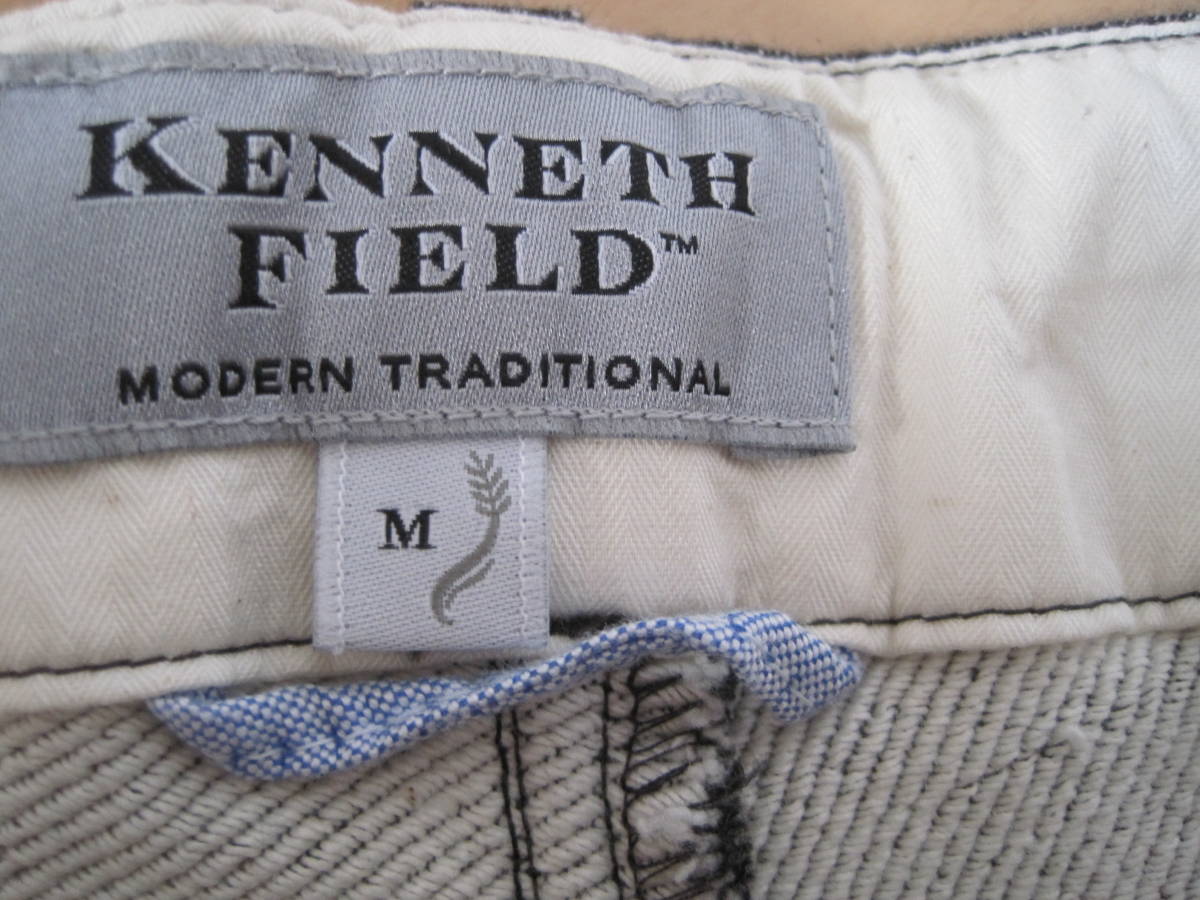 KENNETH
FIELD™
MODERN TRADITIONAL
M